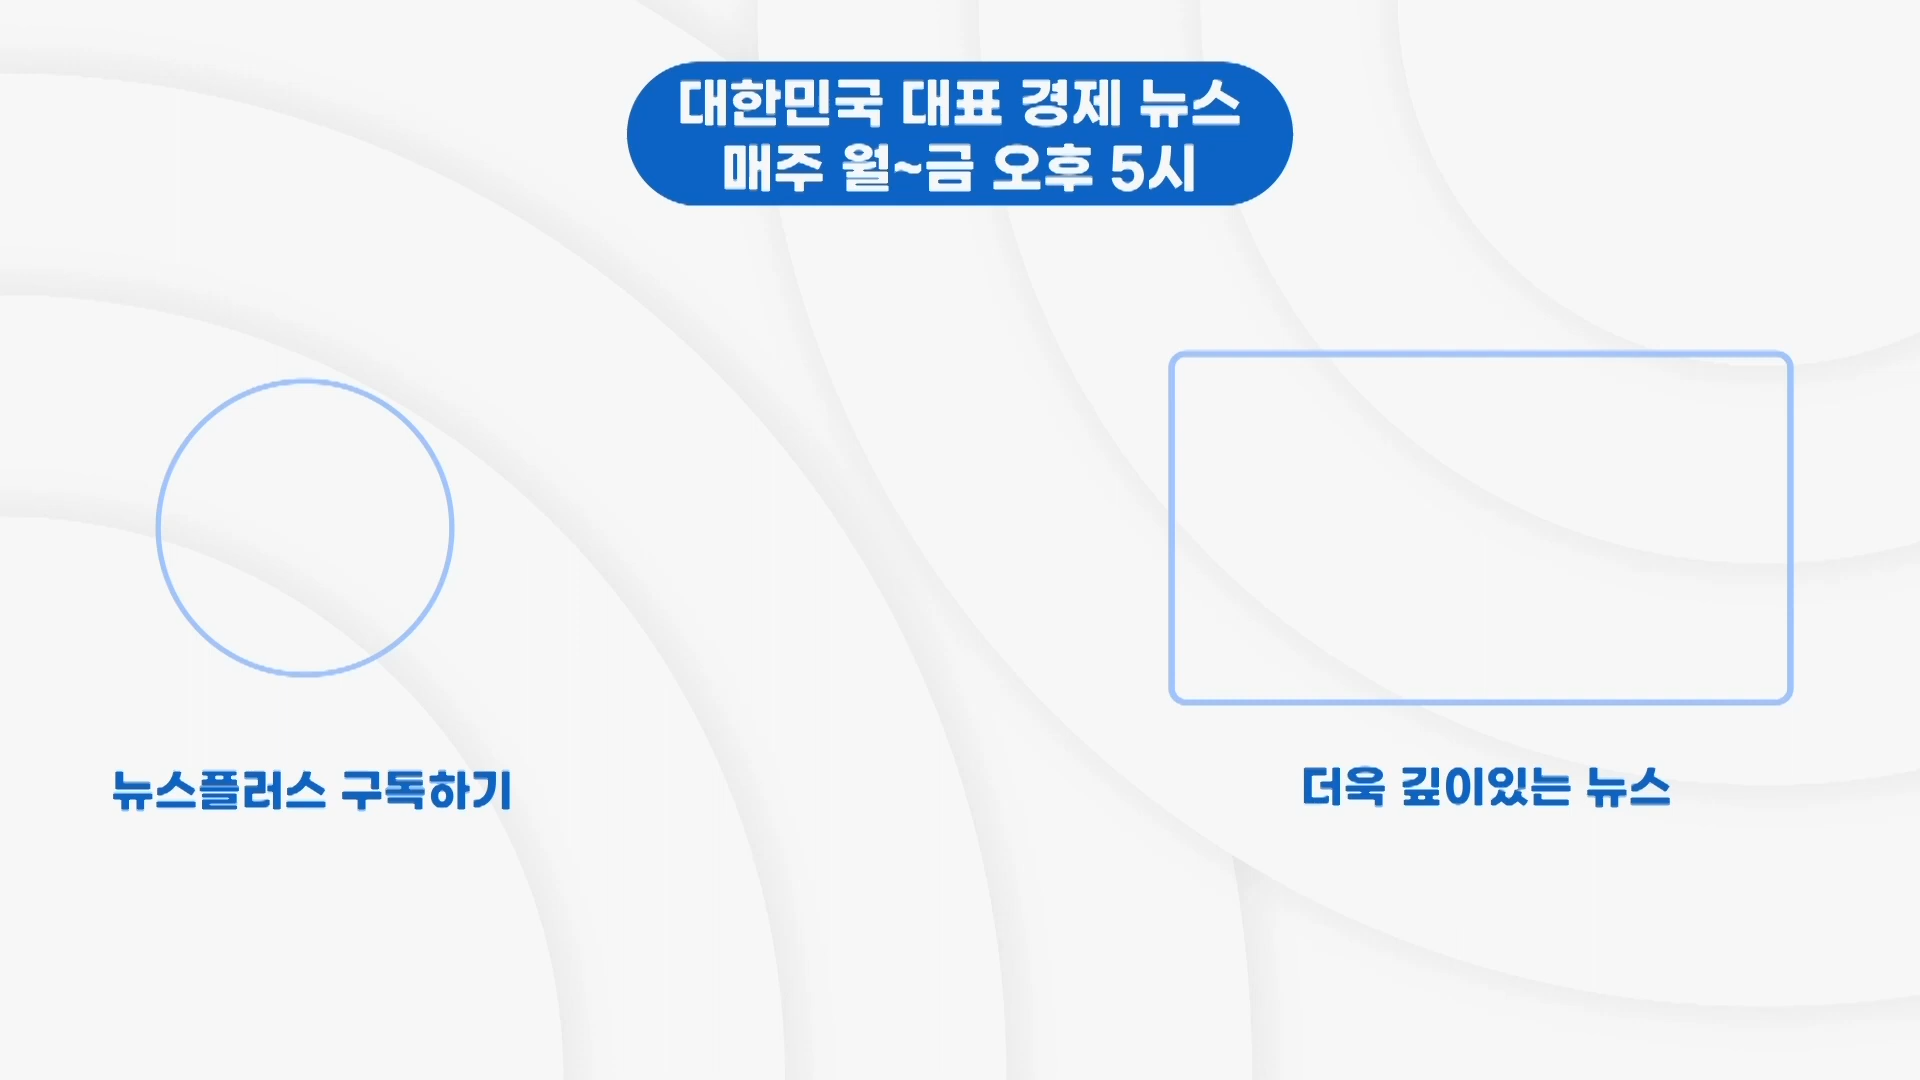 대한민국 대표 경제 뉴스
매주 월~금 오후 5시
뉴스플러스 구독하기
더욱 깊이있는 뉴스